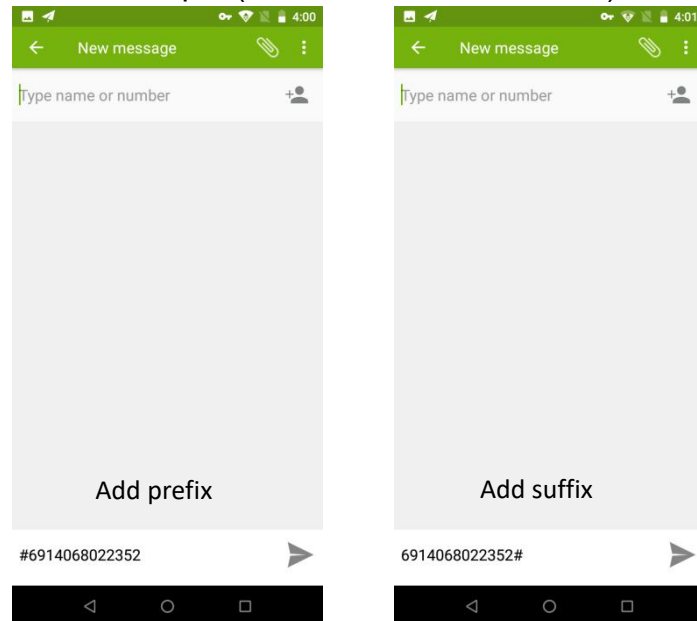 4:00
New message
Type name or number
Add prefix
#6914068022352
4:01
New message
Type name or number
Add suffix
6914068022352#